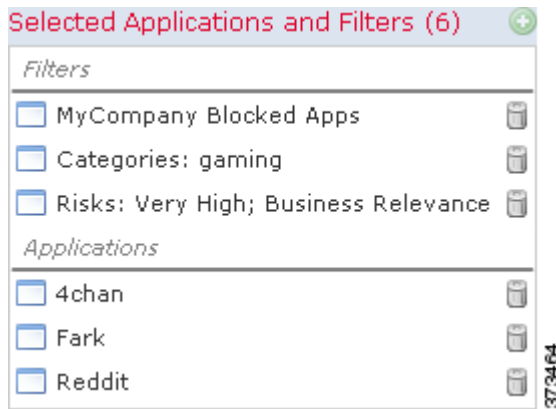 Selected Applications and Filters (6)
Filters
MyCompany Blocked Apps
Categories: gaming
Risks: Very High; Business Relevance
Applications
4chan
Fark
Reddit
373464